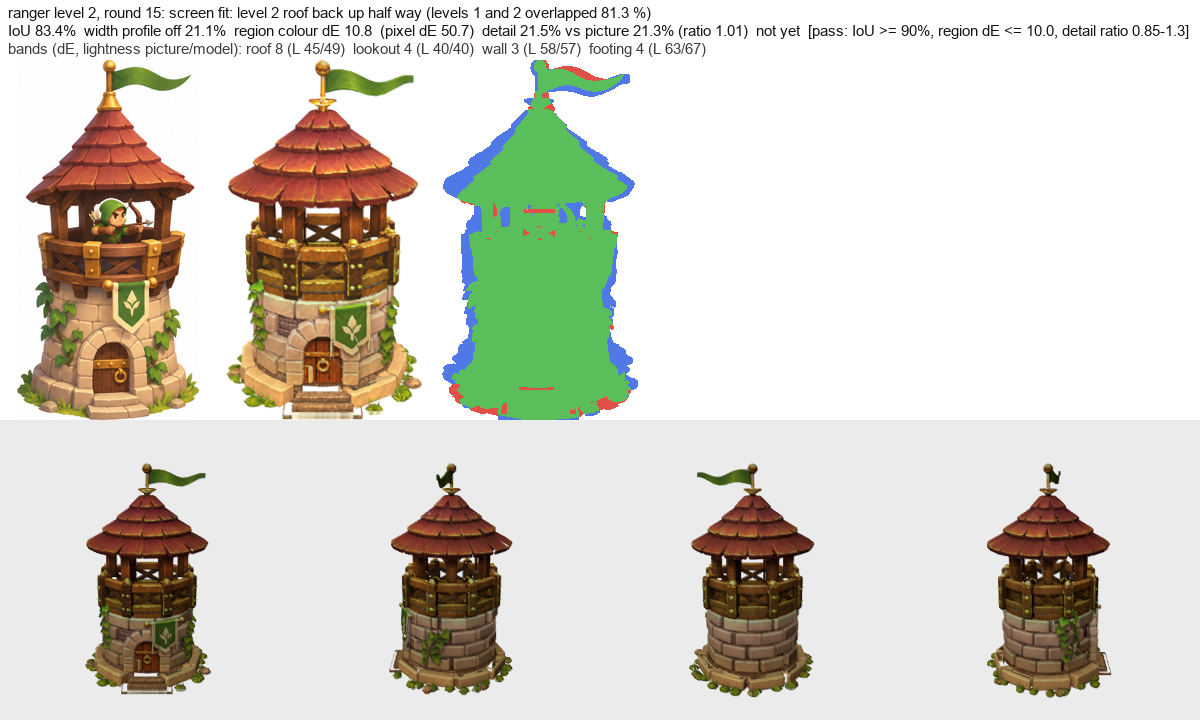 ranger level 2, round 15: screen fit: level 2 roof back up half way (levels 1 and 2 overlapped 81.3 %)
IoU 83.4%  width profile off 21.1%  region colour dE 10.8  (pixel dE 50.7)  detail 21.5% vs picture 21.3% (ratio 1.01)  not yet  [pass: IoU >= 90%, region dE <= 10.0, detail ratio 0.85-1.3]
bands (dE, lightness picture/model): roof 8 (L 45/49)  lookout 4 (L 40/40)  wall 3 (L 58/57)  footing 4 (L 63/67)